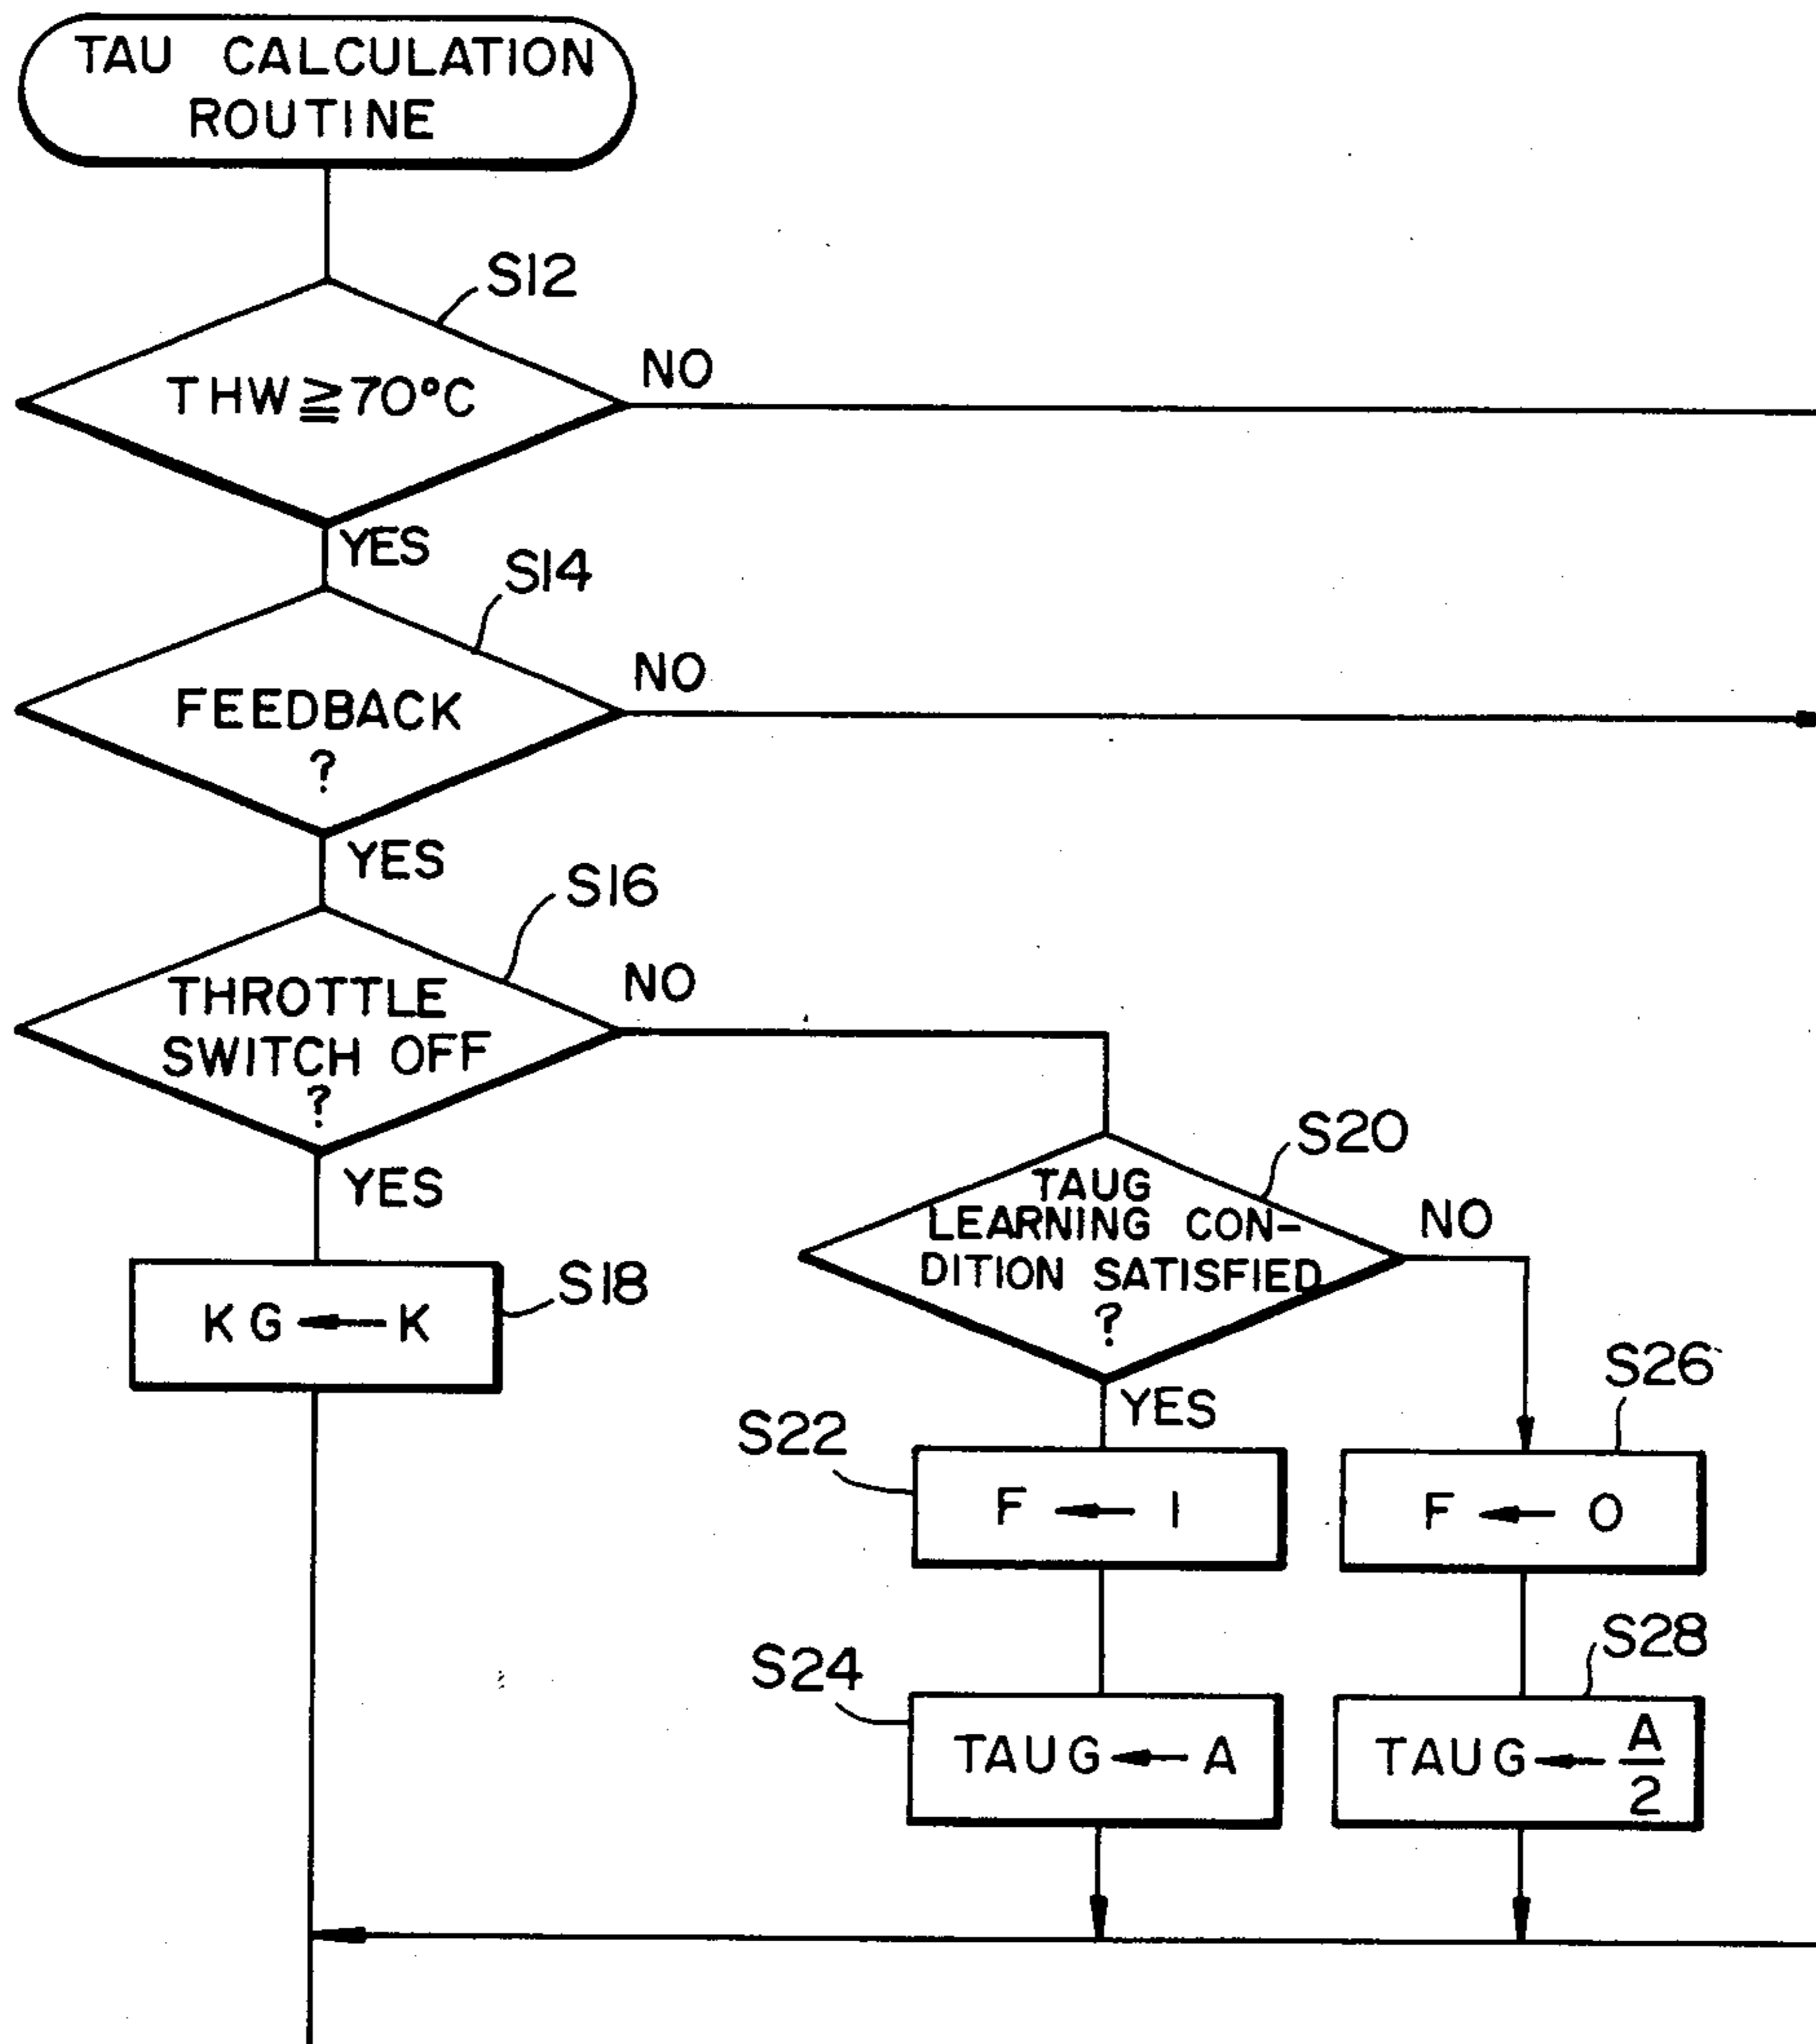 TAU CALCULATION
ROUTINE
S12
THW≧70°C
NO
YES
S14
FEEDBACK
?
NO
YES
S16
THROTTLE
SWITCH OFF
?
NO
YES
S20
TAUG
LEARNING CON-
DITION SATISFIED
?
NO
YES
S18
KG ← K
S22
F ← 1
S26
F ← 0
S24
TAUG ← A
S28
TAUG ← A/2